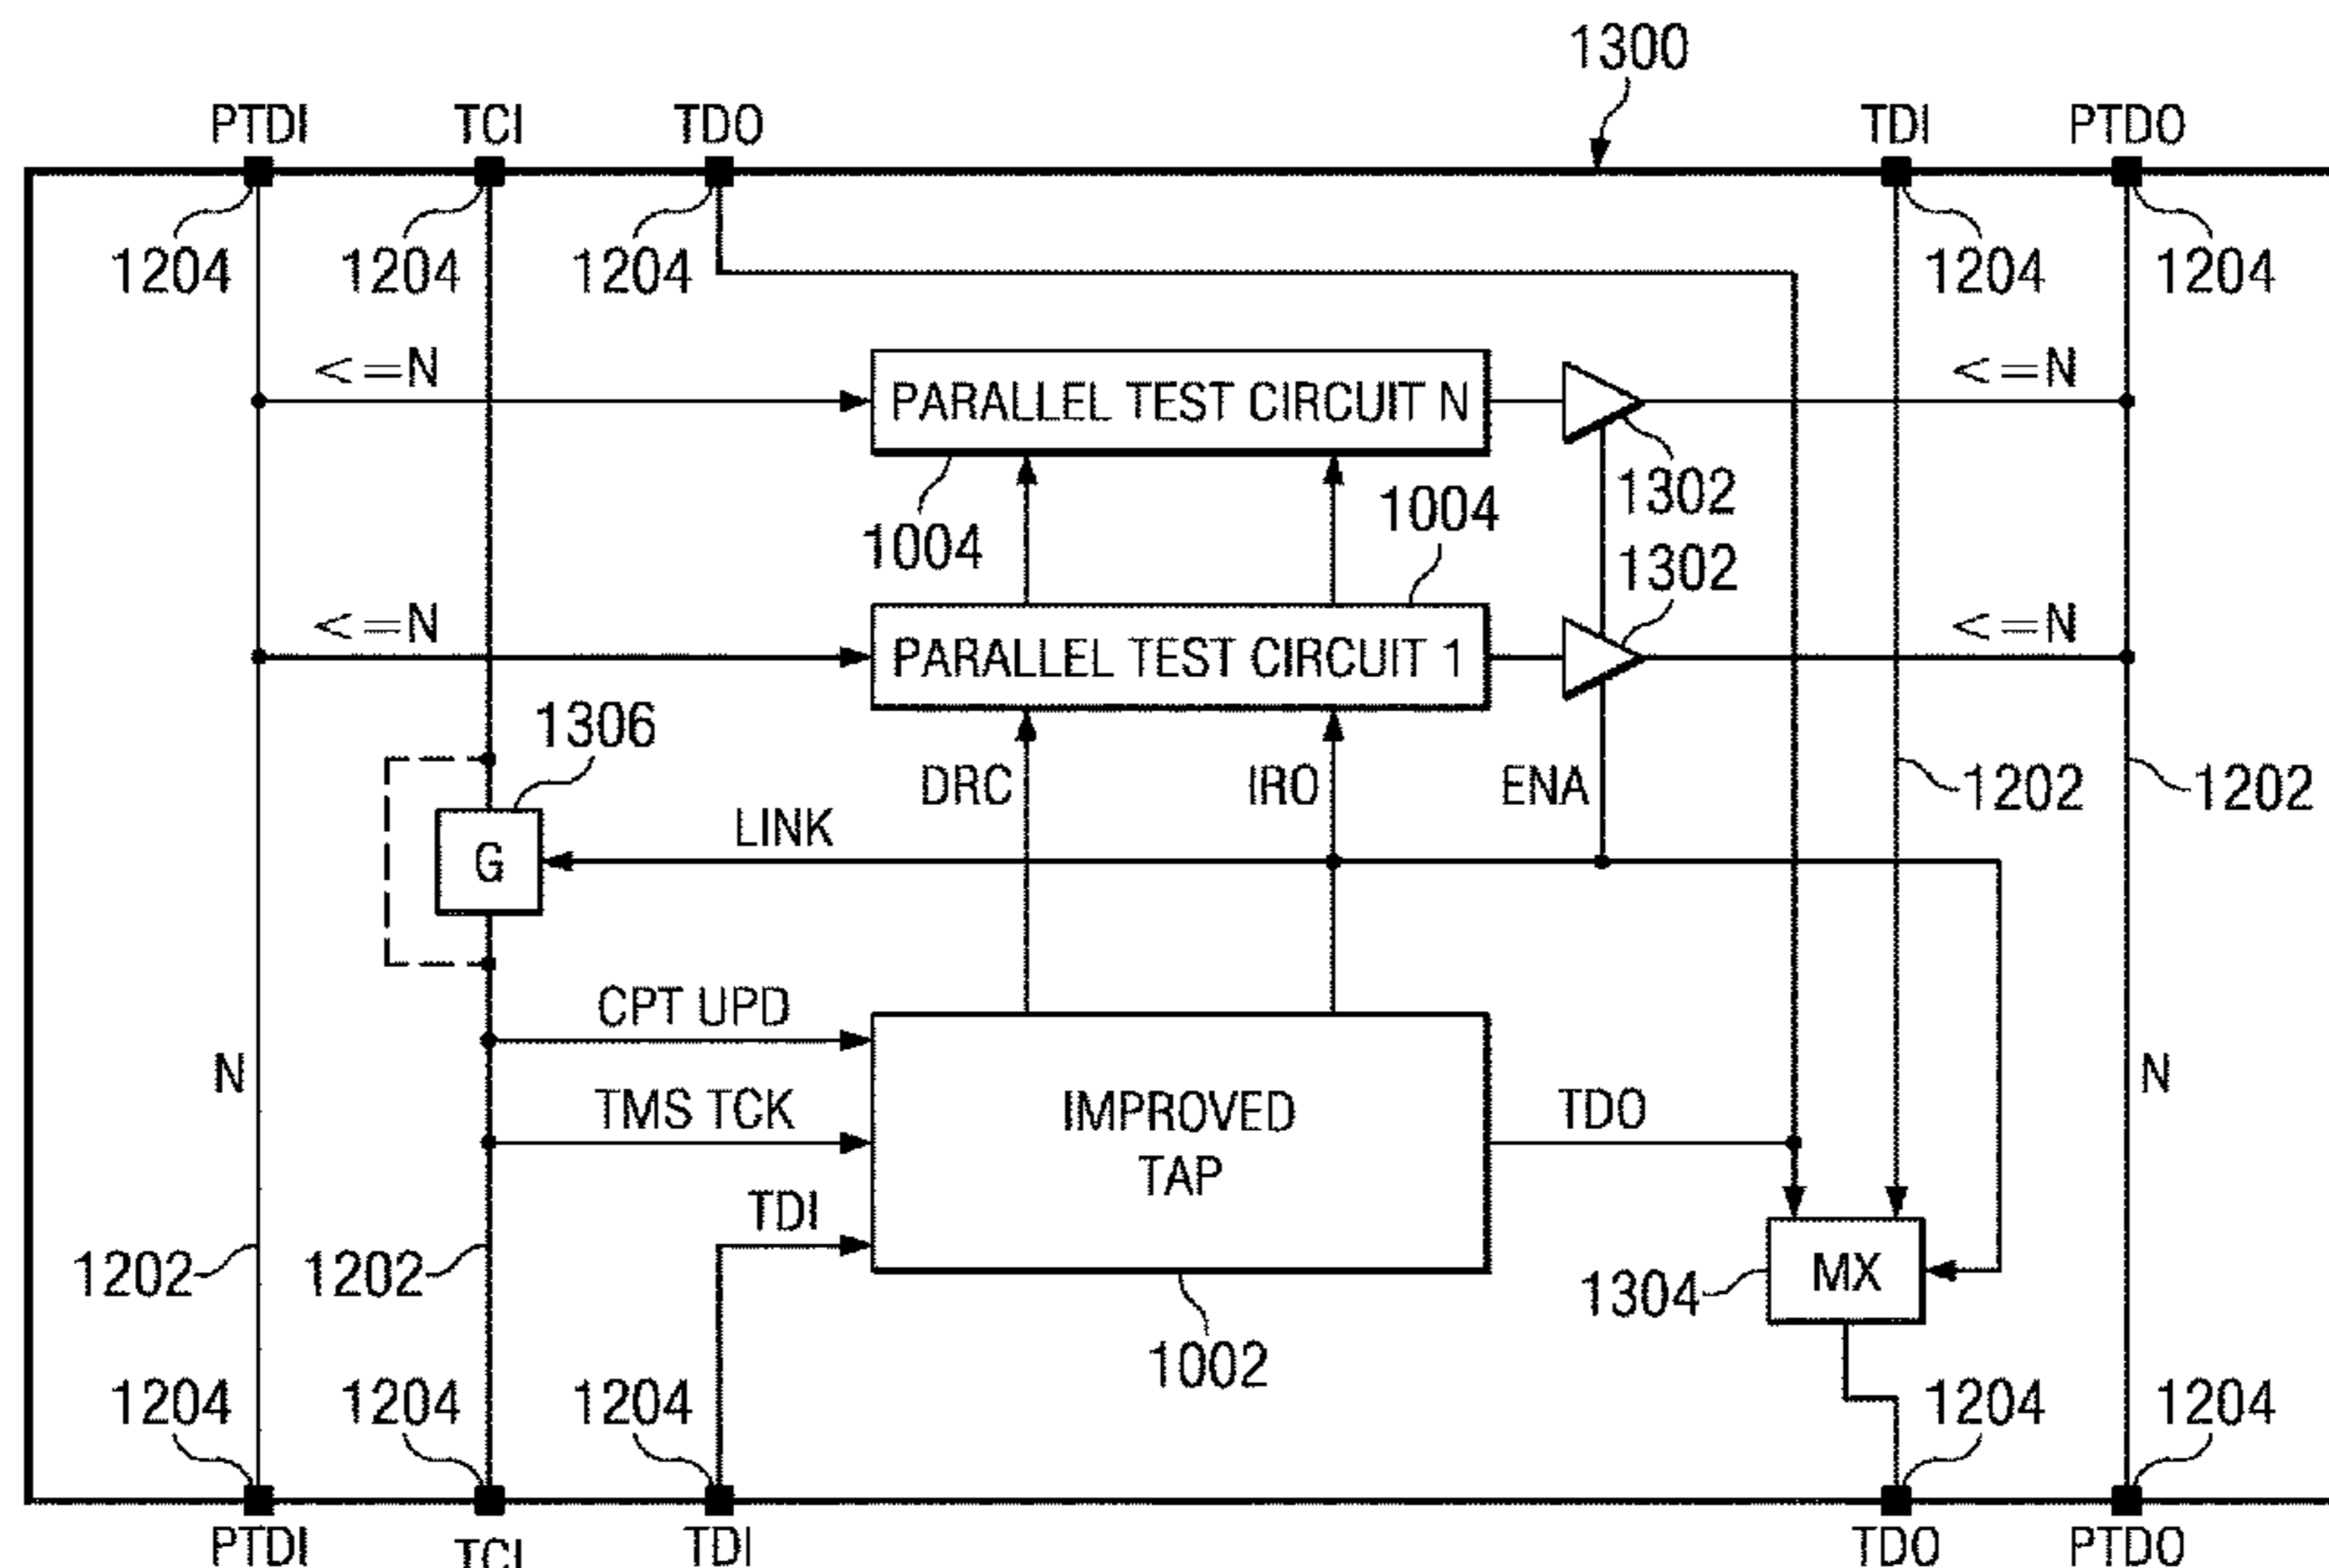 1300
PTDI TCI TDO TDI PTDO
1204 1204 1204 1204 1204
<=N PARALLEL TEST CIRCUIT N <=N
1302
1004 1004
1302
<=N PARALLEL TEST CIRCUIT 1 <=N
1306
DRC IRO ENA 1202 1202
LINK
G
CPT UPD
N N
TMS TCK IMPROVED TDO
TAP
TDI
1202 1202 1304 MX
1002
1204 1204 1204 1204 1204
PTDI TCI TDI TDO PTDO